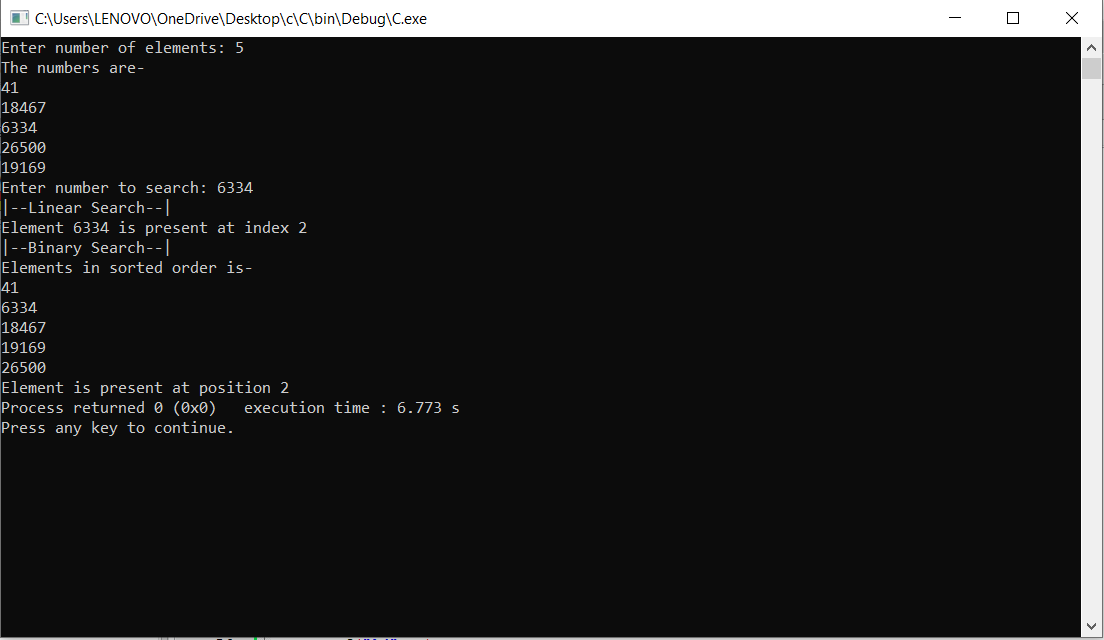 C:\Users\LENOVO\OneDrive\Desktop\c\C\bin\Debug\C.exe
Enter number of elements: 5
The numbers are-
41
18467
6334
26500
19169
Enter number to search: 6334
|--Linear Search--|
Element 6334 is present at index 2
|--Binary Search--|
Elements in sorted order is-
41
6334
18467
19169
26500
Element is present at position 2
Process returned 0 (0x0)   execution time : 6.773 s
Press any key to continue.